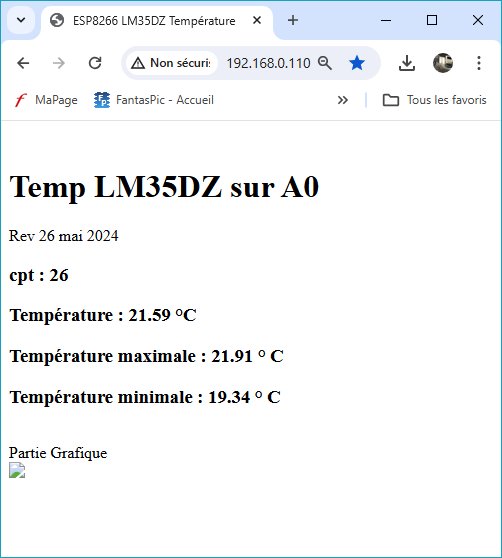 ESP8266 LM35DZ Température
Non sécuris
192.168.0.110
MaPage
FantasPic - Accueil
Tous les favoris
Temp LM35DZ sur A0
Rev 26 mai 2024
cpt : 26
Température : 21.59 °C
Température maximale : 21.91 ° C
Température minimale : 19.34 ° C
Partie Grafique